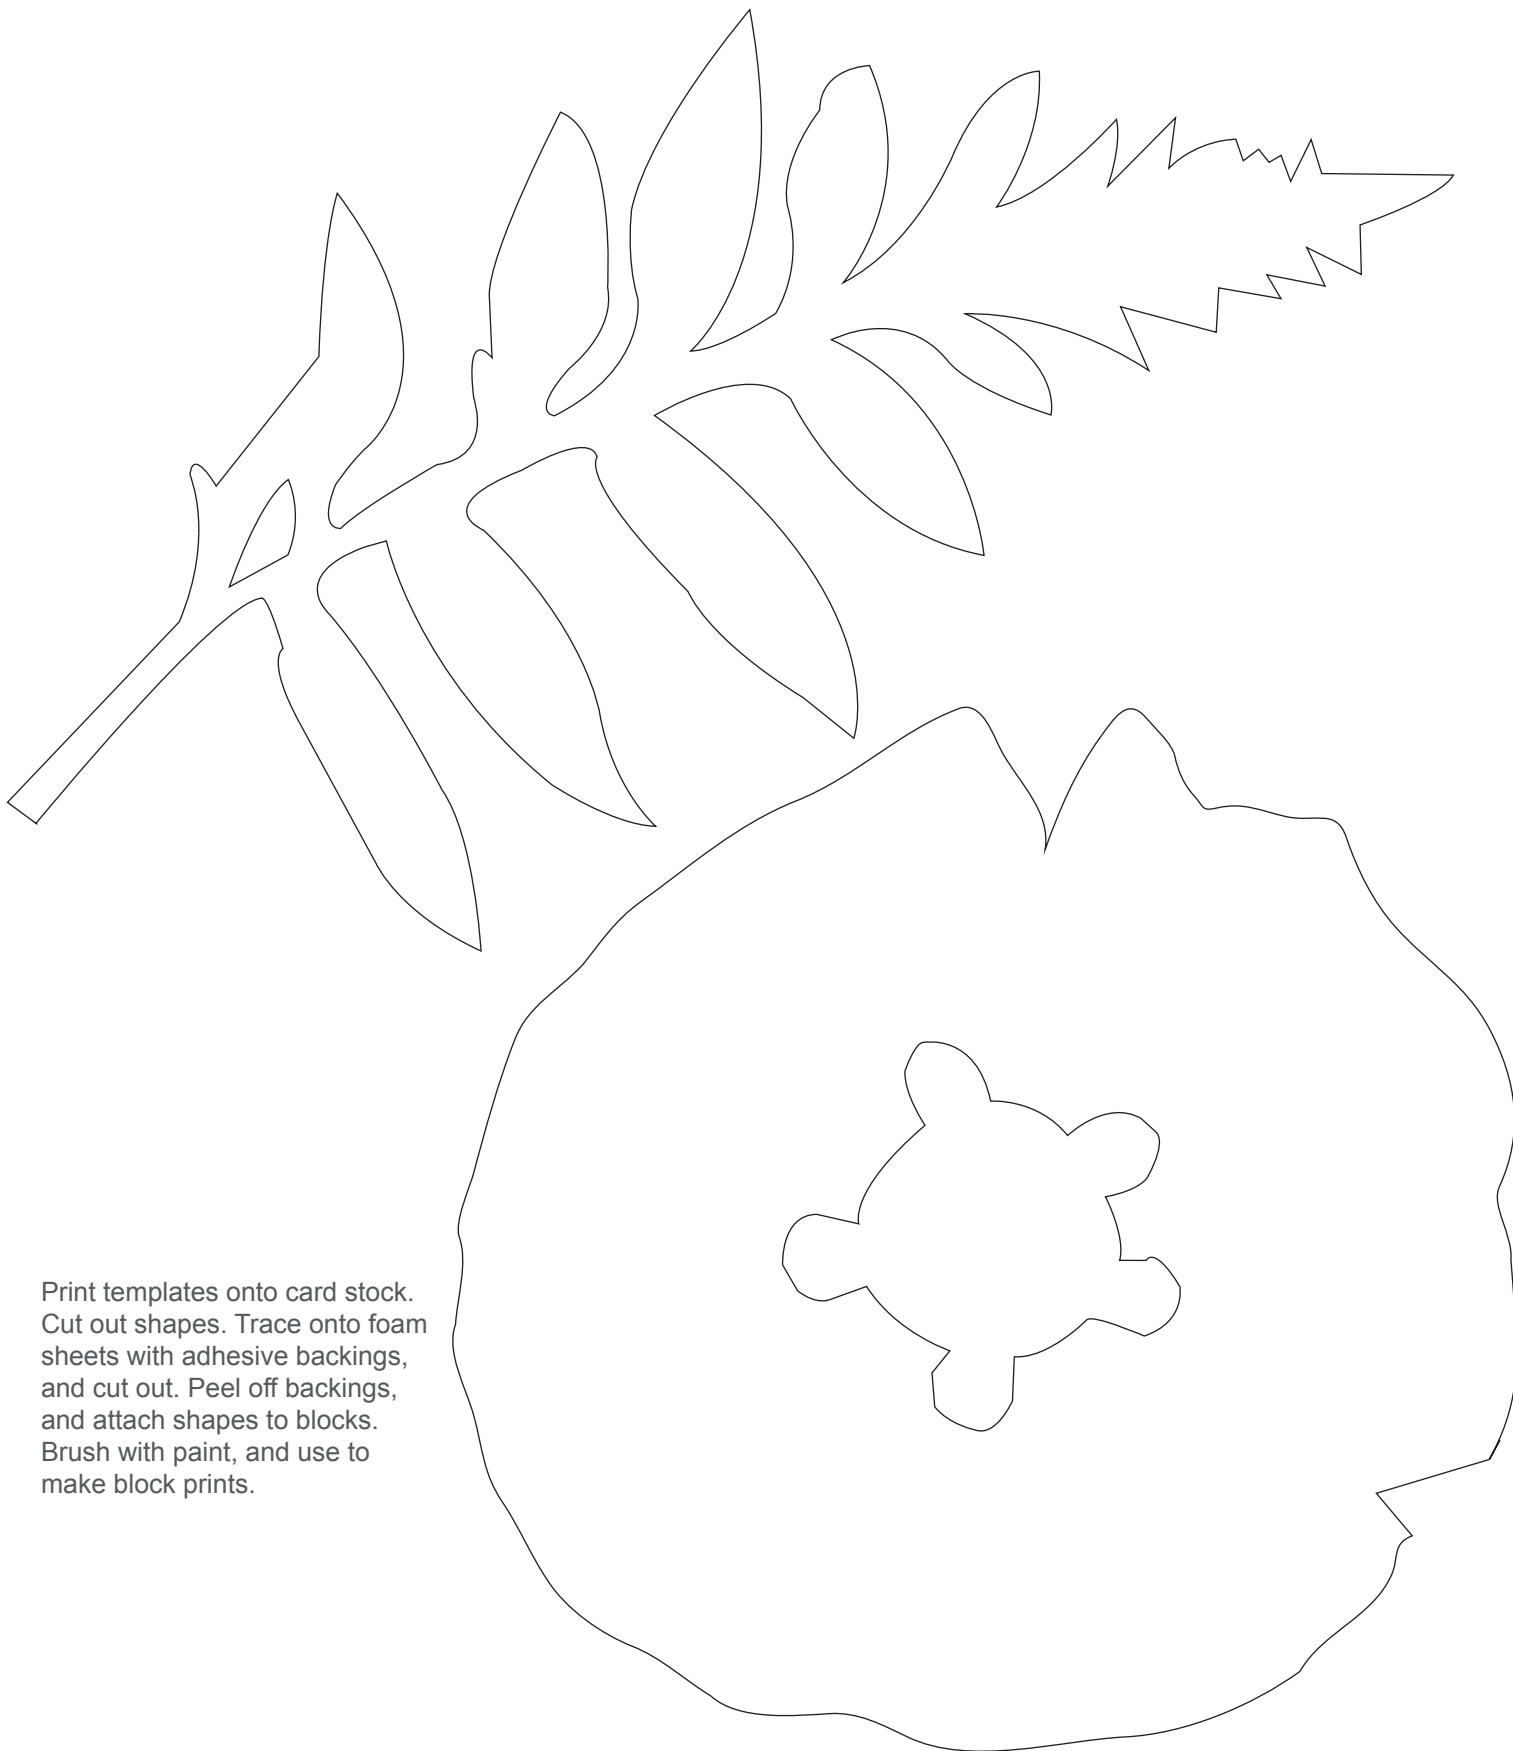 Print templates onto card stock.
Cut out shapes. Trace onto foam
sheets with adhesive backings,
and cut out. Peel off backings,
and attach shapes to blocks.
Brush with paint, and use to
make block prints.